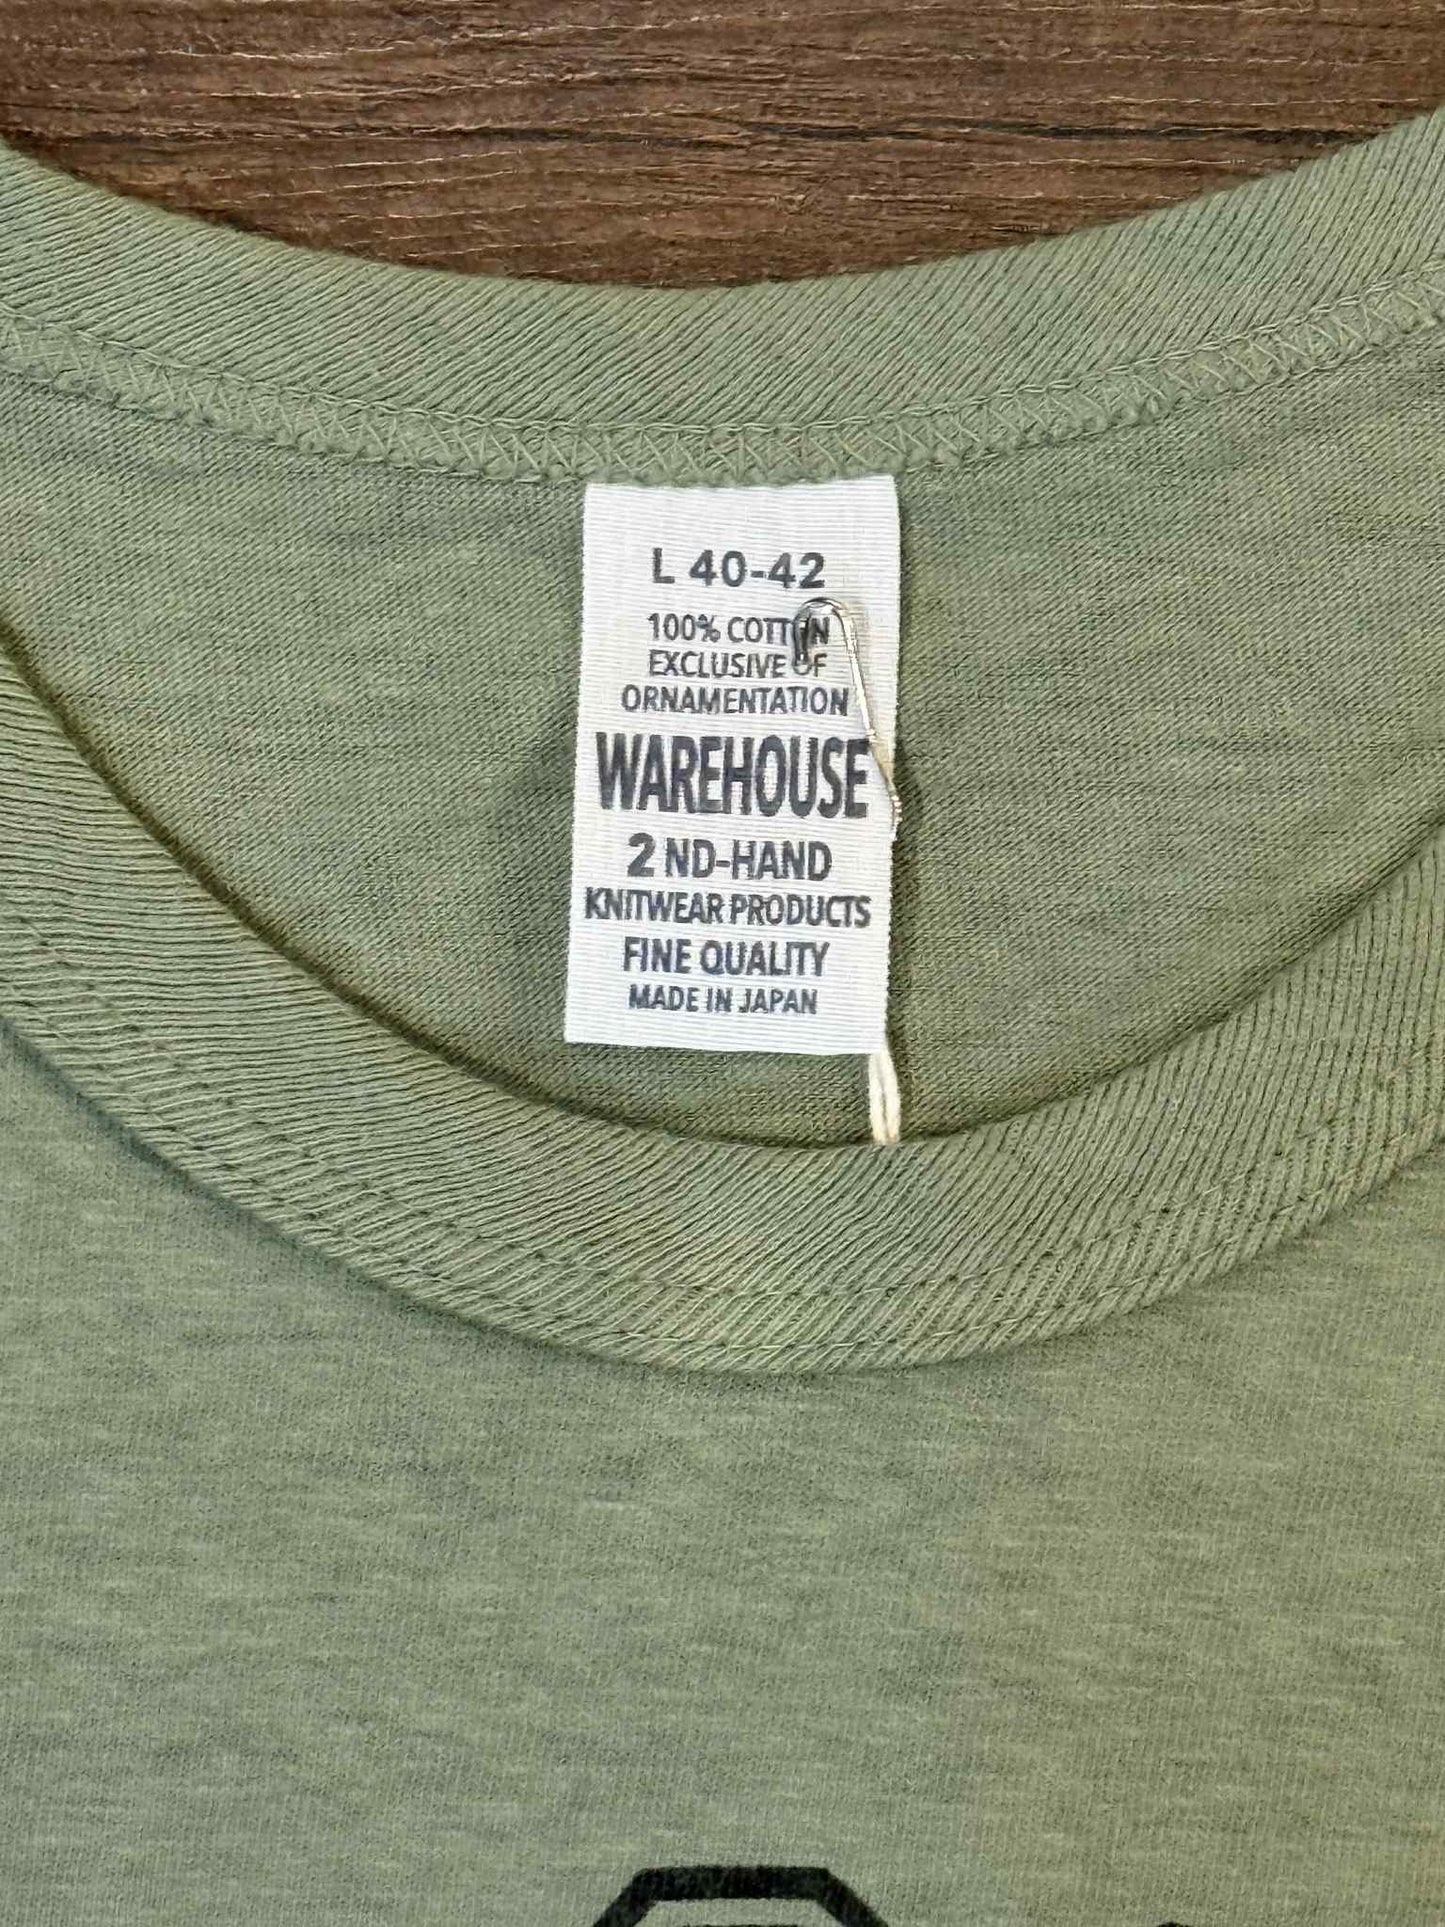 L 40-42
100% COTTON
EXCLUSIVE OF
ORNAMENTATION
WAREHOUSE
2 ND-HAND
KNITWEAR PRODUCTS
FINE QUALITY
MADE IN JAPAN